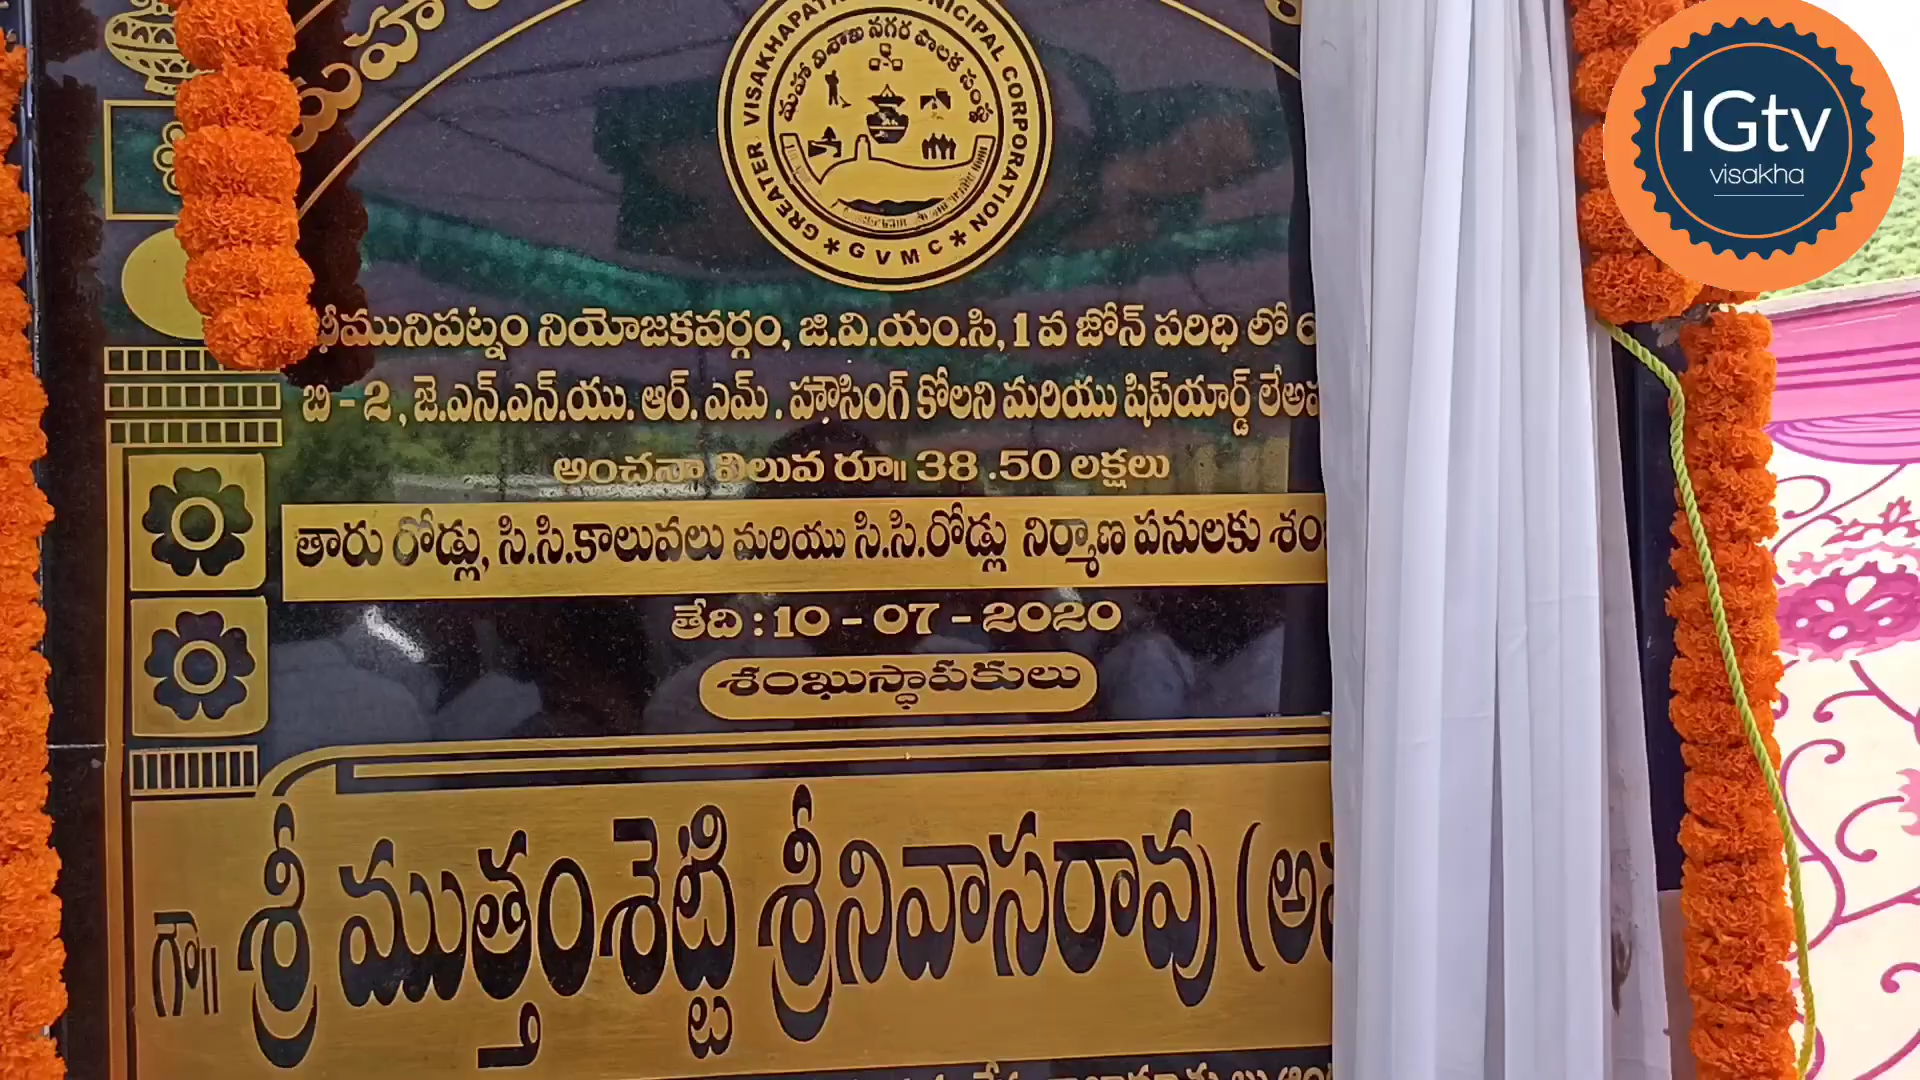 GREATER VISAKHAPATNAM MUNICIPAL CORPORATION
మహా విశాఖ నగర పాలక సంస్థ
* G V M C *
IGtv
visakha
భీమునిపట్నం నియోజకవర్గం, జి.వి.యం.సి, 1 వ జోన్ పరిధి లో 6
బి - 2 , జె.ఎన్.ఎన్.యు. ఆర్. ఎమ్ . హౌసింగ్ కోలని మరియు షిప్‌యార్డ్
అంచనా విలువ రూ॥ 38 .50 లక్షలు
తారు రోడ్లు, సి.సి.కాలువలు మరియు సి.సి.రోడ్లు నిర్మాణ పనులకు
తేది : 10 - 07 - 2020
శంఖుస్థాపకులు
గౌ॥ శ్రీ ముత్తంశెట్టి శ్రీనివాసరావు